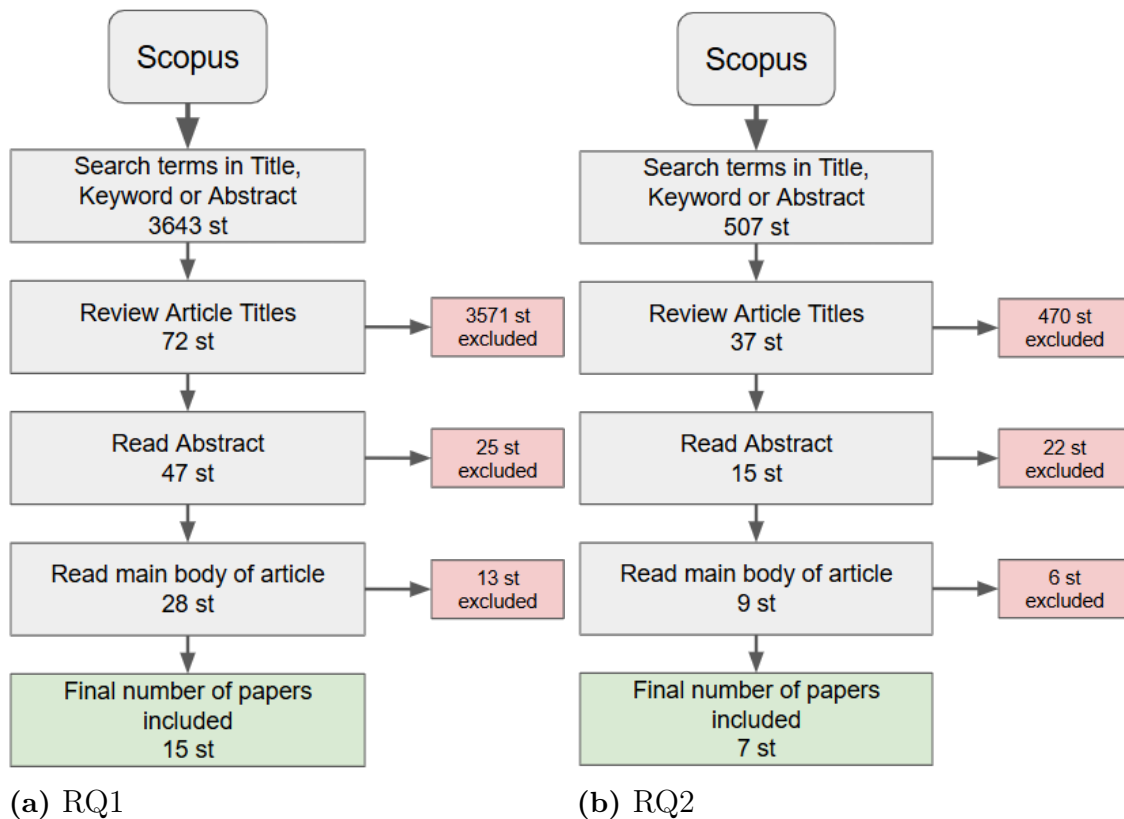 Scopus
Search terms in Title,
Keyword or Abstract
3643 st
Review Article Titles
72 st
3571 st
excluded
Read Abstract
47 st
25 st
excluded
Read main body of article
28 st
13 st
excluded
Final number of papers
included
15 st
(a) RQ1
Scopus
Search terms in Title,
Keyword or Abstract
507 st
Review Article Titles
37 st
470 st
excluded
Read Abstract
15 st
22 st
excluded
Read main body of article
9 st
6 st
excluded
Final number of papers
included
7 st
(b) RQ2